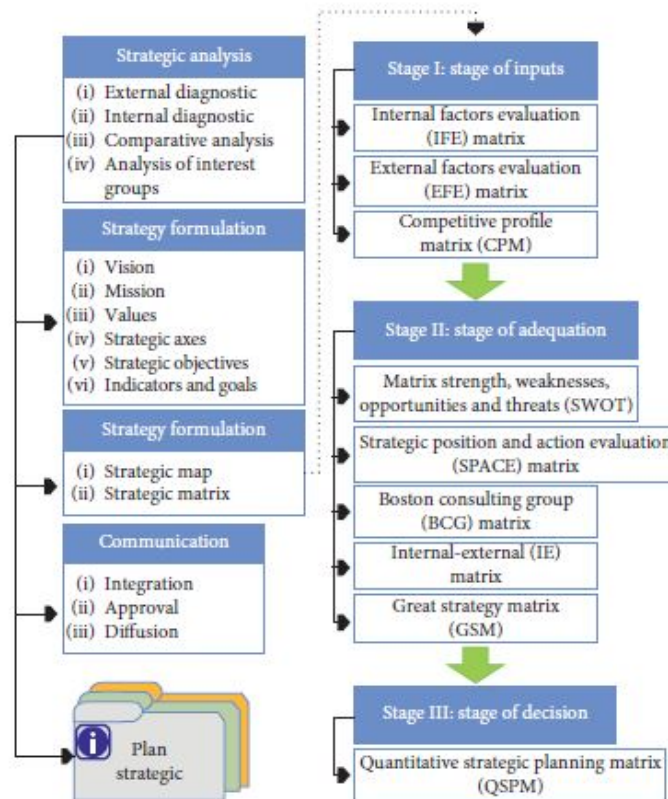 Strategic analysis
(i) External diagnostic
(ii) Internal diagnostic
(iii) Comparative analysis
(iv) Analysis of interest
groups
Strategy formulation
(i) Vision
(ii) Mission
(iii) Values
(iv) Strategic axes
(v) Strategic objectives
(vi) Indicators and goals
Strategy formulation
(i) Strategic map
(ii) Strategic matrix
Communication
(i) Integration
(ii) Approval
(iii) Diffusion
i
Plan
strategic
Stage I: stage of inputs
Internal factors evaluation
(IFE) matrix
External factors evaluation
(EFE) matrix
Competitive profile
matrix (CPM)
Stage II: stage of adequation
Matrix strength, weaknesses,
opportunities and threats (SWOT)
Strategic position and action evaluation
(SPACE) matrix
Boston consulting group
(BCG) matrix
Internal-external (IE)
matrix
Great strategy matrix
(GSM)
Stage III: stage of decision
Quantitative strategic planning matrix
(QSPM)